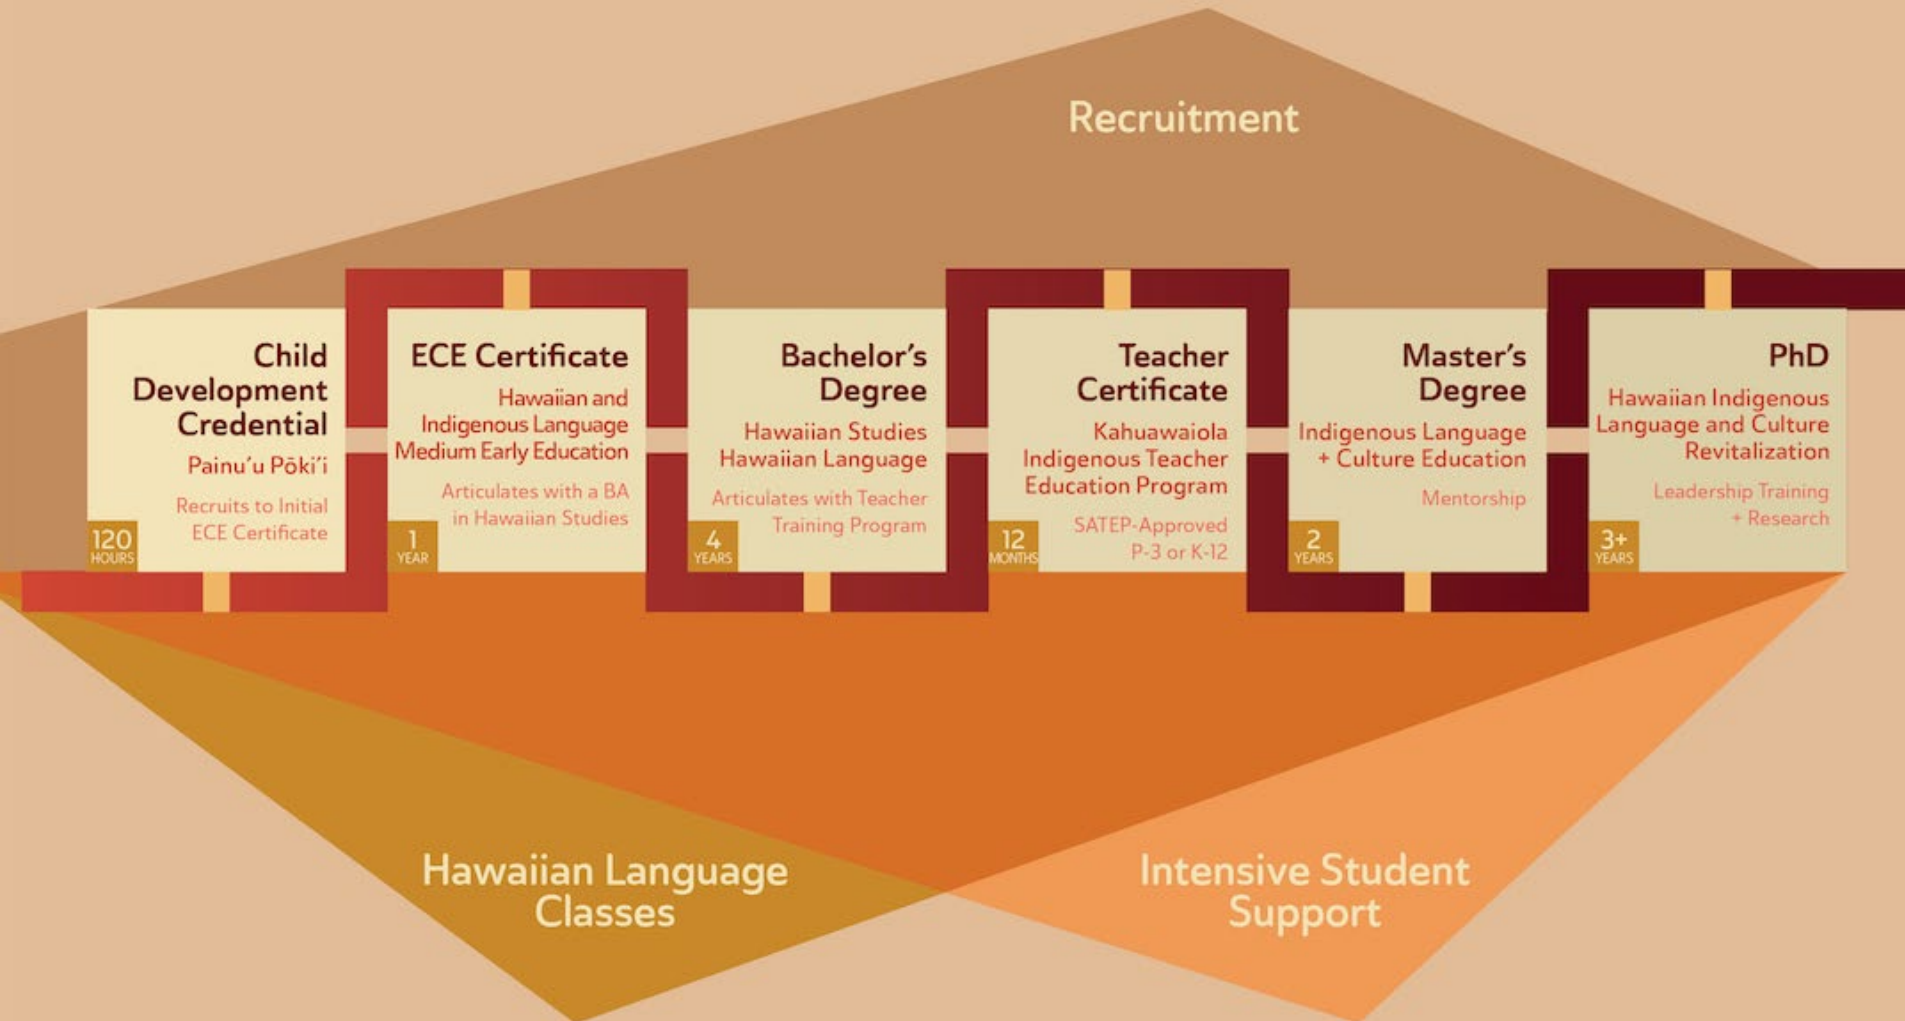 Recruitment
Child
Development
Credential
Painu'u Pōki'i
Recruits to Initial
ECE Certificate
120
HOURS
ECE Certificate
Hawaiian and
Indigenous Language
Medium Early Education
Articulates with a BA
in Hawaiian Studies
1
YEAR
Bachelor's
Degree
Hawaiian Studies
Hawaiian Language
Articulates with Teacher
Training Program
4
YEARS
Teacher
Certificate
Kahuawaiola
Indigenous Teacher
Education Program
SATEP-Approved
P-3 or K-12
12
MONTHS
Master's
Degree
Indigenous Language
+ Culture Education
Mentorship
2
YEARS
PhD
Hawaiian Indigenous
Language and Culture
Revitalization
Leadership Training
+ Research
3+
YEARS
Hawaiian Language
Classes
Intensive Student
Support